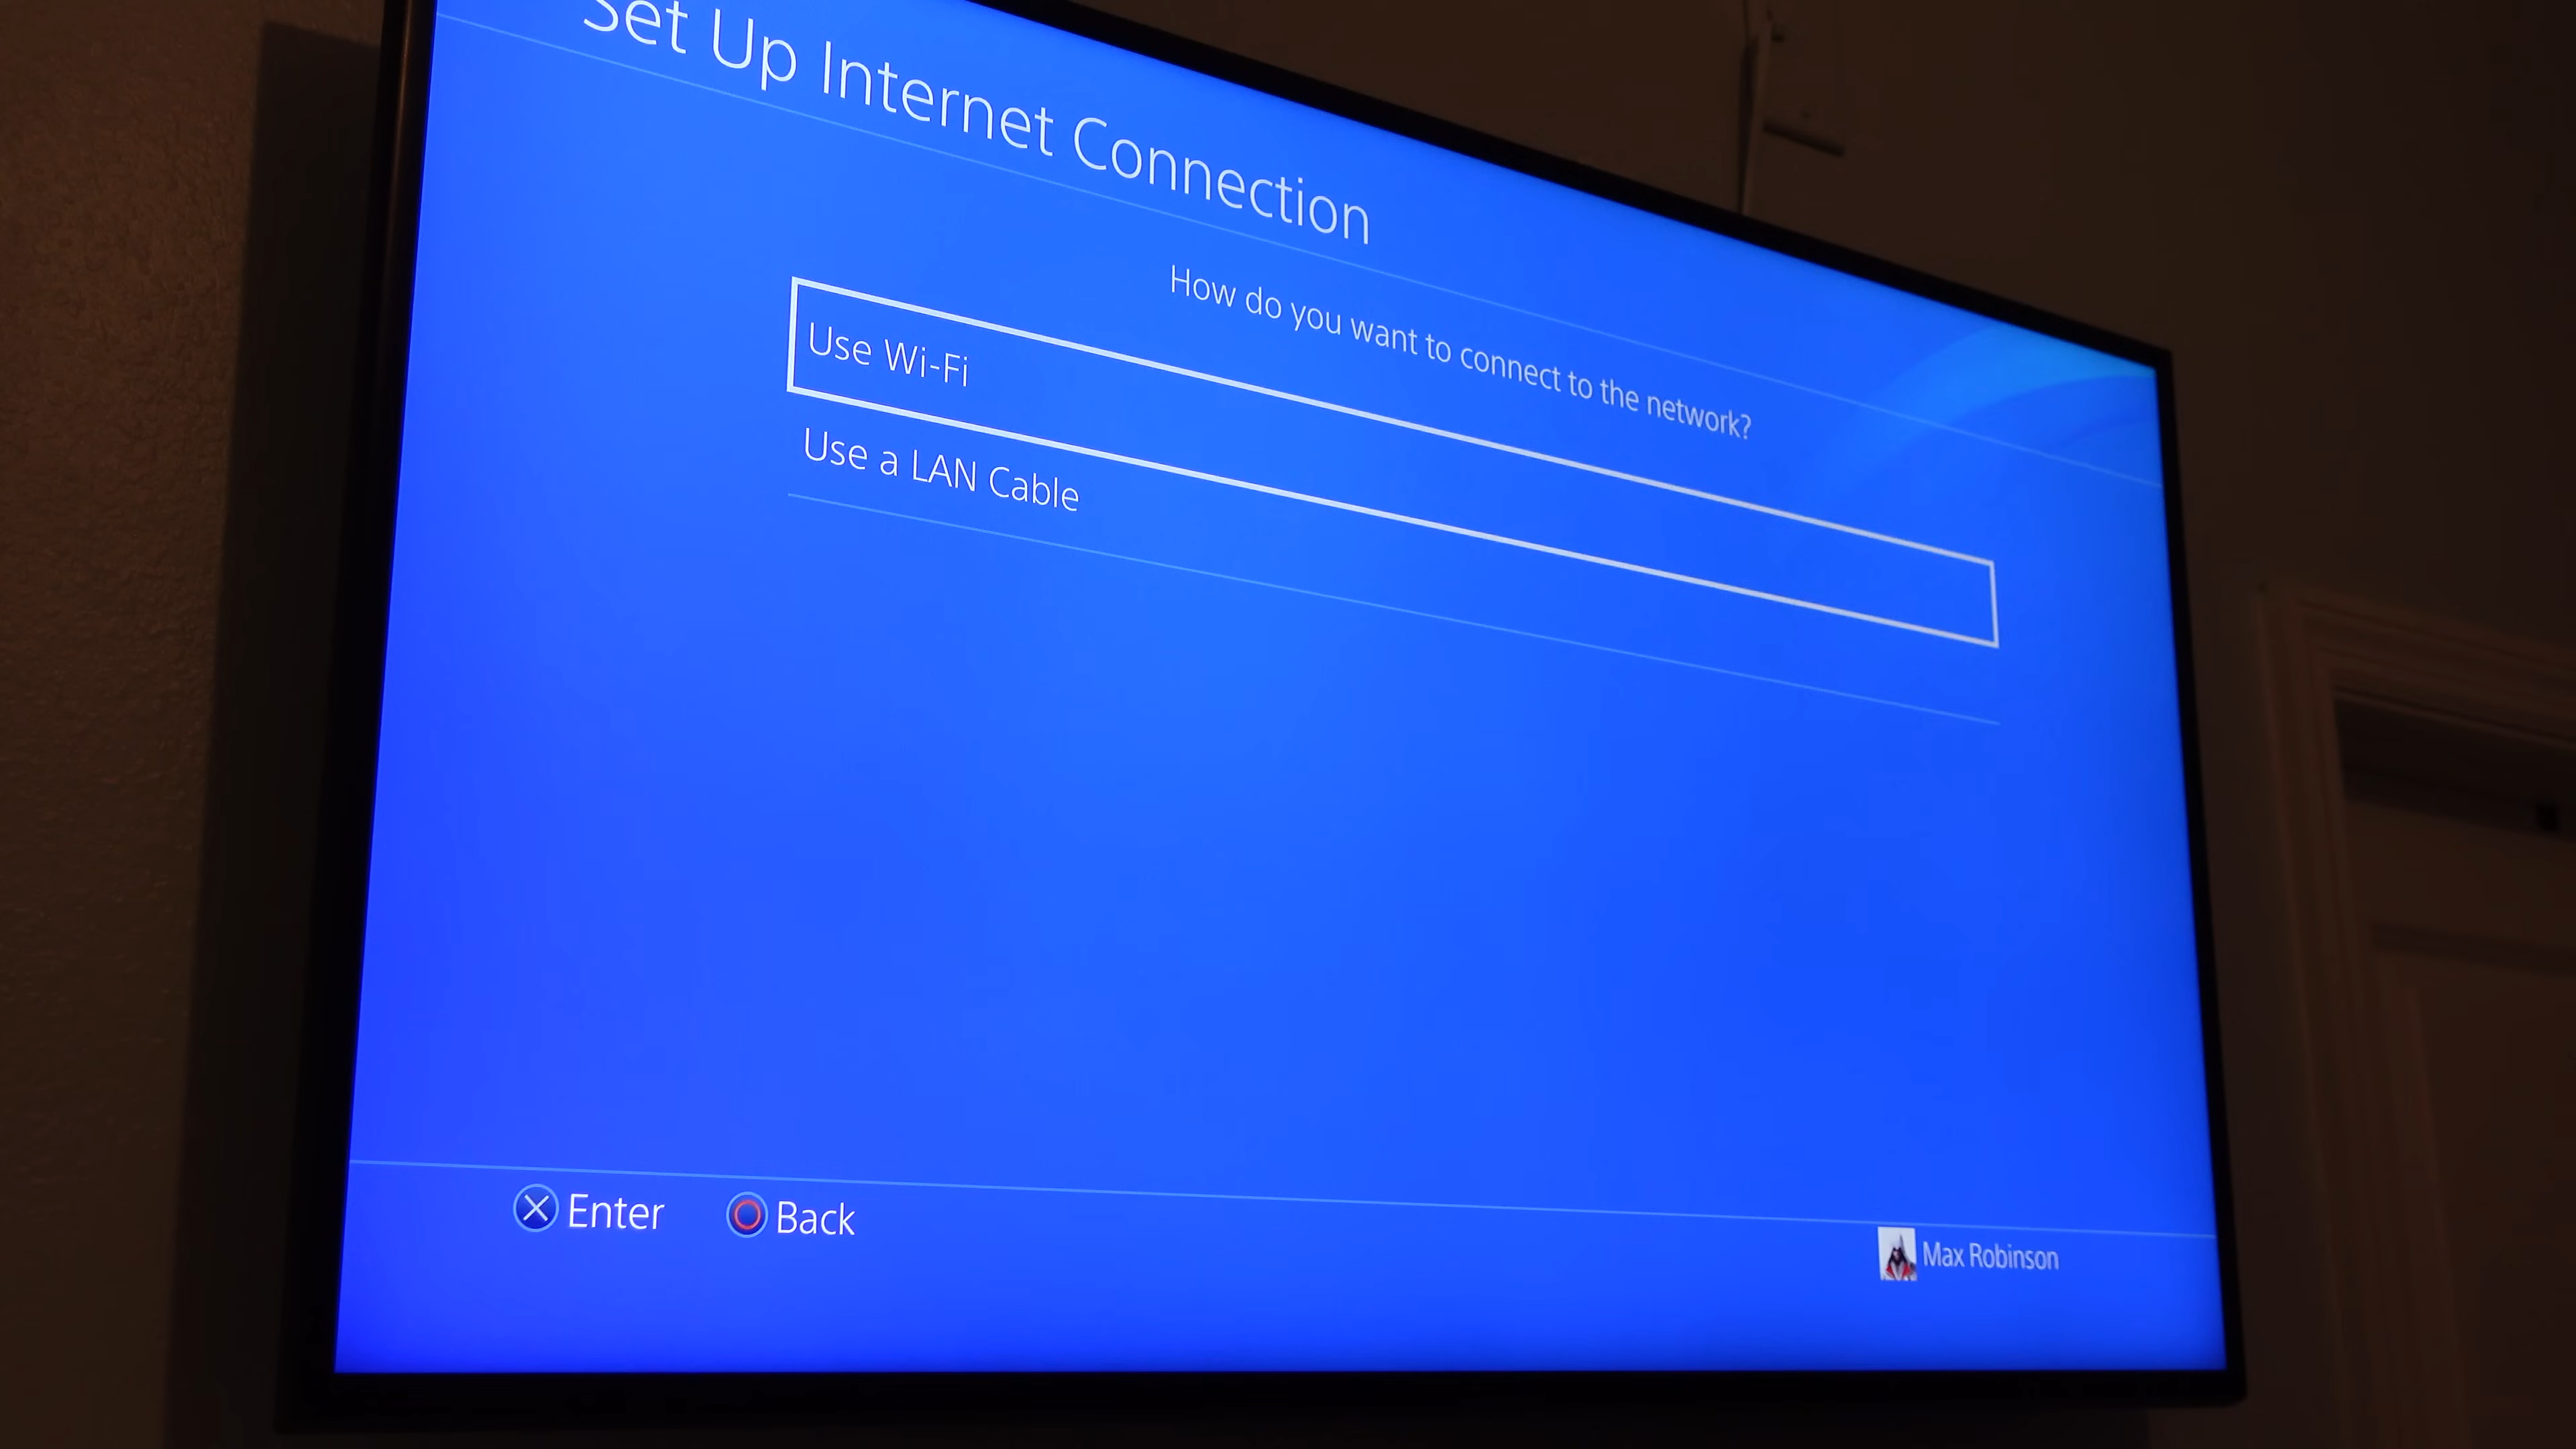 Set Up Internet Connection
How do you want to connect to the network?
Use Wi-Fi
Use a LAN Cable
Enter
Back
Max Robinson